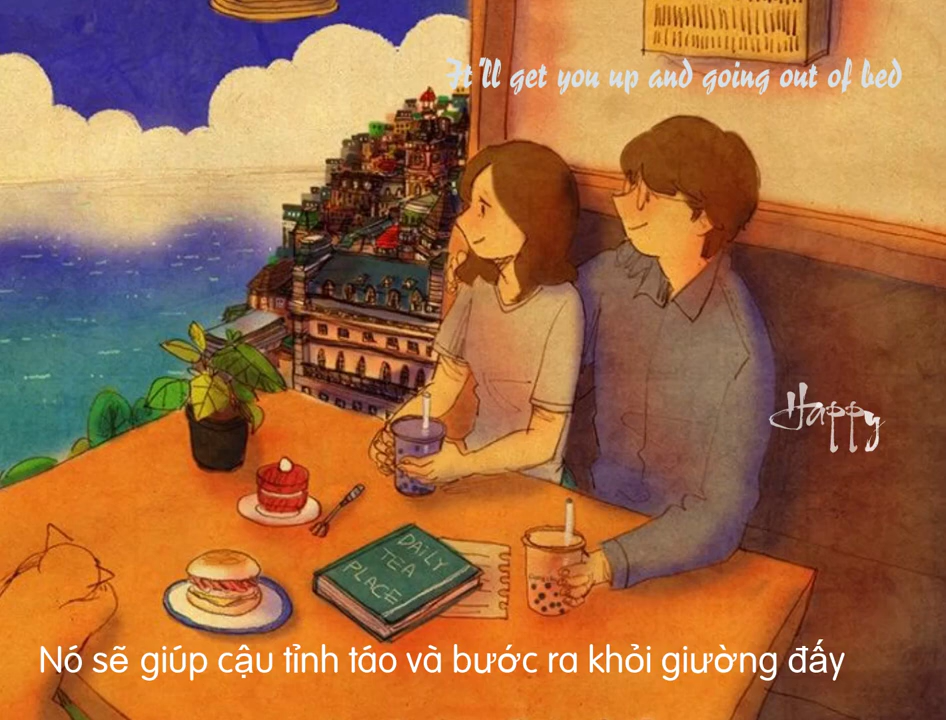 It'll get you up and going out of bed
Happy
DAILY
TEA
PLACE
Nó sẽ giúp cậu tỉnh táo và bước ra khỏi giường đấy